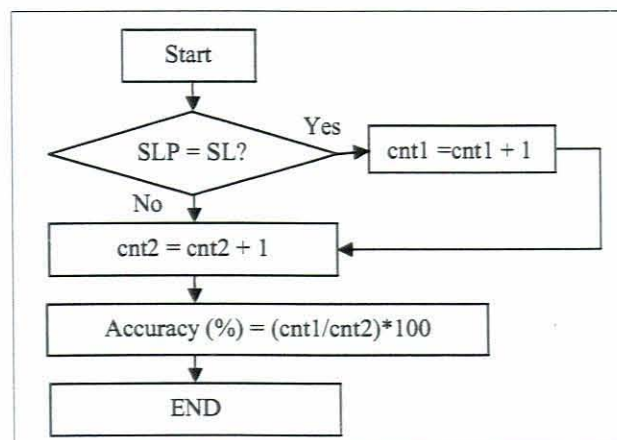 Start
SLP = SL?
Yes
cnt1 =cnt1 + 1
No
cnt2 = cnt2 + 1
Accuracy (%) = (cnt1/cnt2)*100
END